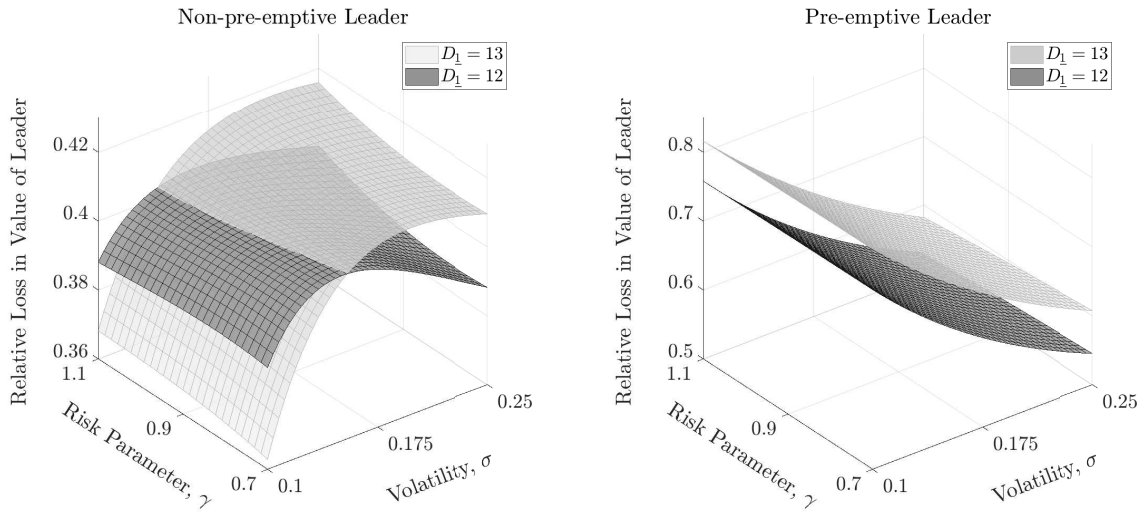 Non-pre-emptive Leader
D_1 = 13
D_1 = 12
Relative Loss in Value of Leader
0.42
0.4
0.38
0.36
1.1
0.9
0.7
Risk Parameter, γ
0.1
0.175
0.25
Volatility, σ
Pre-emptive Leader
D_1 = 13
D_1 = 12
Relative Loss in Value of Leader
0.8
0.7
0.6
0.5
1.1
0.9
0.7
Risk Parameter, γ
0.1
0.175
0.25
Volatility, σ